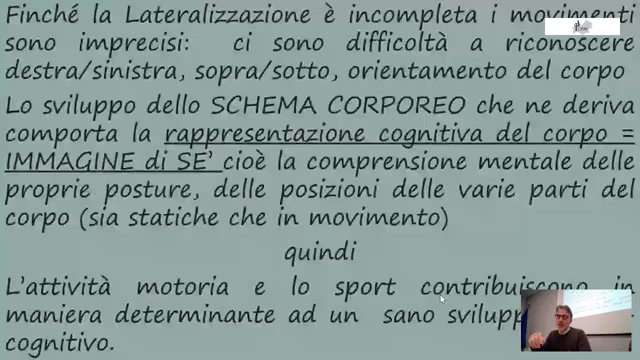 Finché la Lateralizzazione è incompleta i movimenti
sono imprecisi: ci sono difficoltà a riconoscere
destra/sinistra, sopra/sotto, orientamento del corpo
Lo sviluppo dello SCHEMA CORPOREO che ne deriva
comporta la rappresentazione cognitiva del corpo =
IMMAGINE di SE' cioè la comprensione mentale delle
proprie posture, delle posizioni delle varie parti del
corpo (sia statiche che in movimento)
quindi
L'attività motoria e lo sport contribuiscono in
maniera determinante ad un sano svilupp
cognitivo.